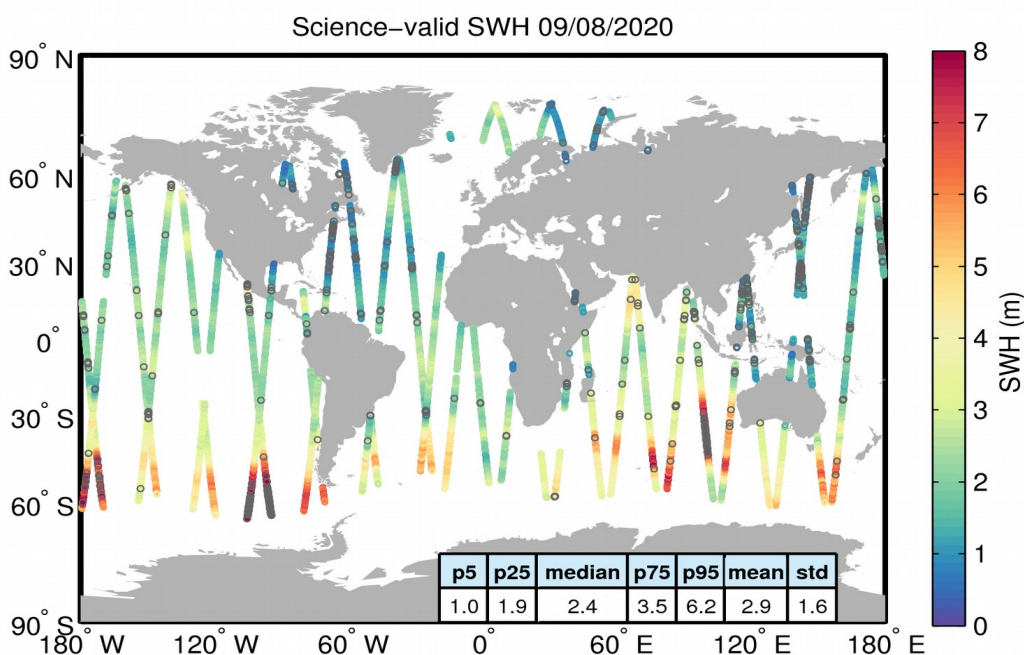 Science−valid SWH 09/08/2020
90° N
60° N
30° N
0°
30° S
60° S
90° S
180° W 120° W 60° W 0° 60° E 120° E 180° E
p5 p25 median p75 p95 mean std
1.0 1.9 2.4 3.5 6.2 2.9 1.6
8
7
6
5
4
3
2
1
0
SWH (m)